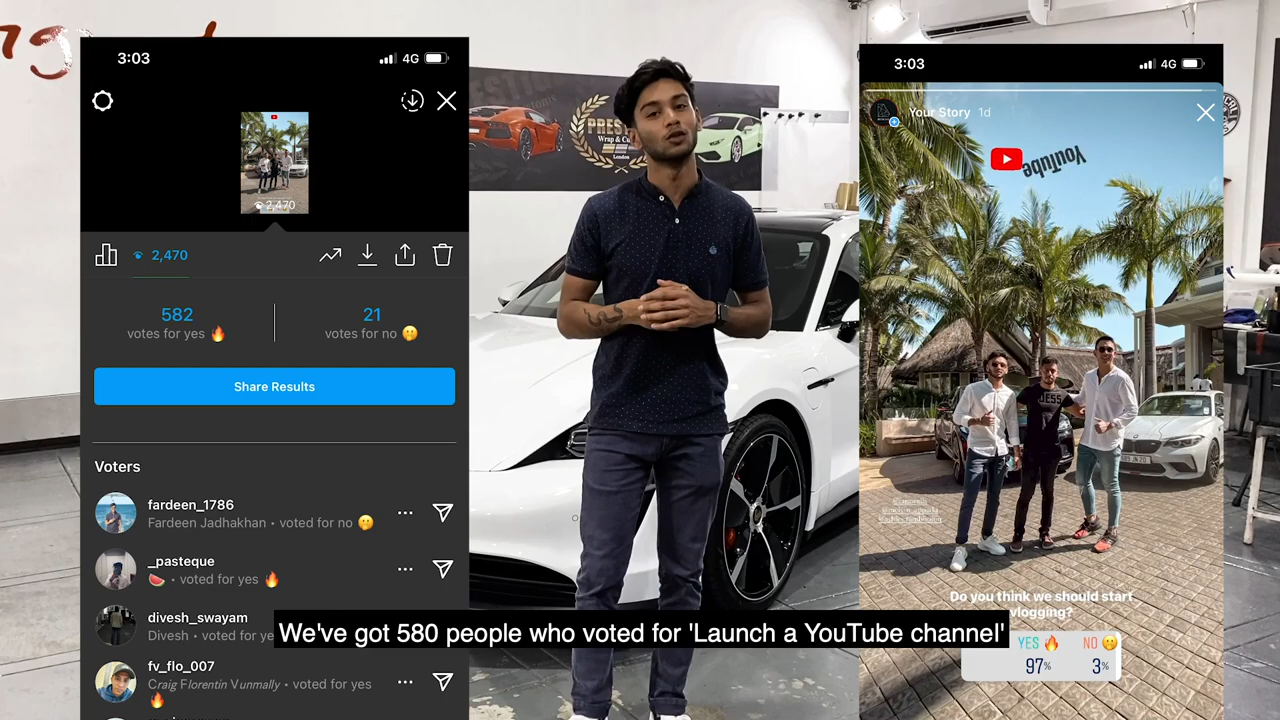 3:03
4G
2,470
2,470
582
votes for yes 🔥
21
votes for no 🤭
Share Results
Voters
fardeen_1786
Fardeen Jadhakhan • voted for no 🤭
_pasteque
🍉 • voted for yes 🔥
divesh_swayam
Divesh • voted for ye
fv_flo_007
Craig Florentin Vunmally • voted for yes
🔥
PRESTI
Wrap & Cu
London
3:03
4G
Your Story 1d
YouTube
Do you think we should start
vlogging?
YES 🔥 NO 🤭
97% 3%
We've got 580 people who voted for 'Launch a YouTube channel'